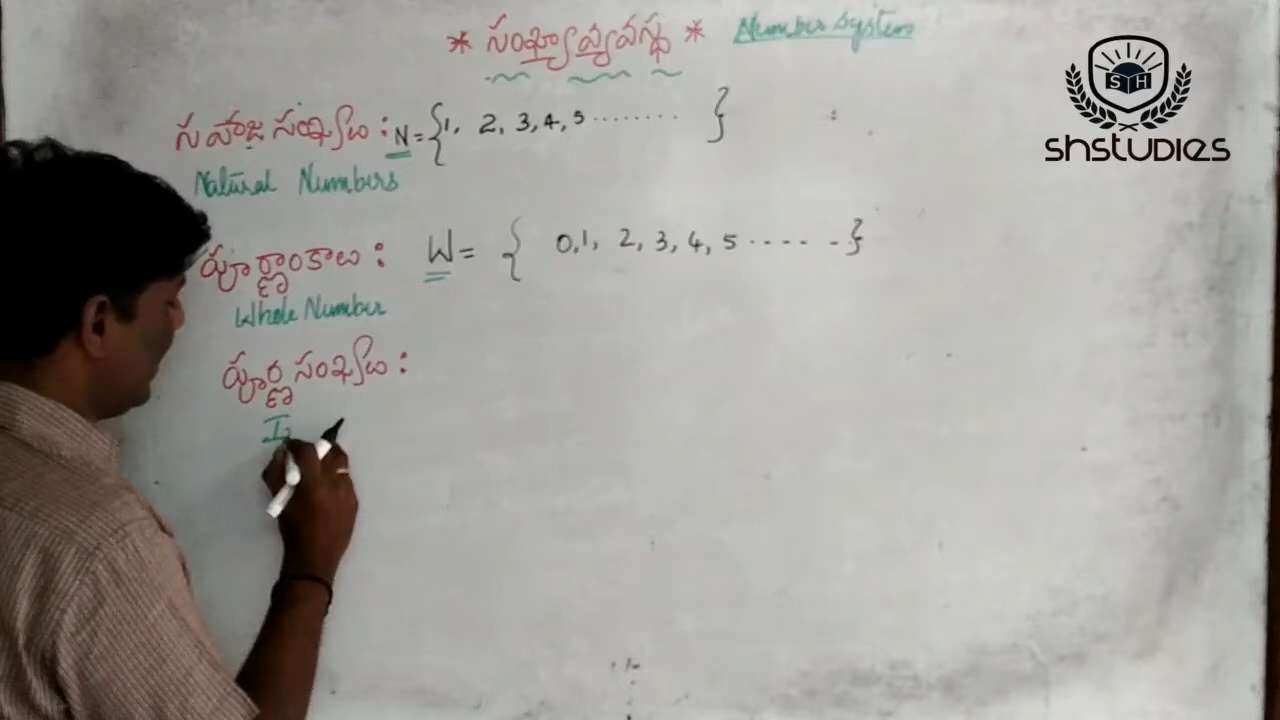 * సంఖ్యావ్యవస్థ * Number System
సహజ సంఖ్యలు : N = {1, 2, 3, 4, 5 ........ }
Natural Numbers
పూర్ణాంకాలు : W = { 0, 1, 2, 3, 4, 5 ..... . }
Whole Number
పూర్ణ సంఖ్యలు :
I
S H
SHSTUDIES